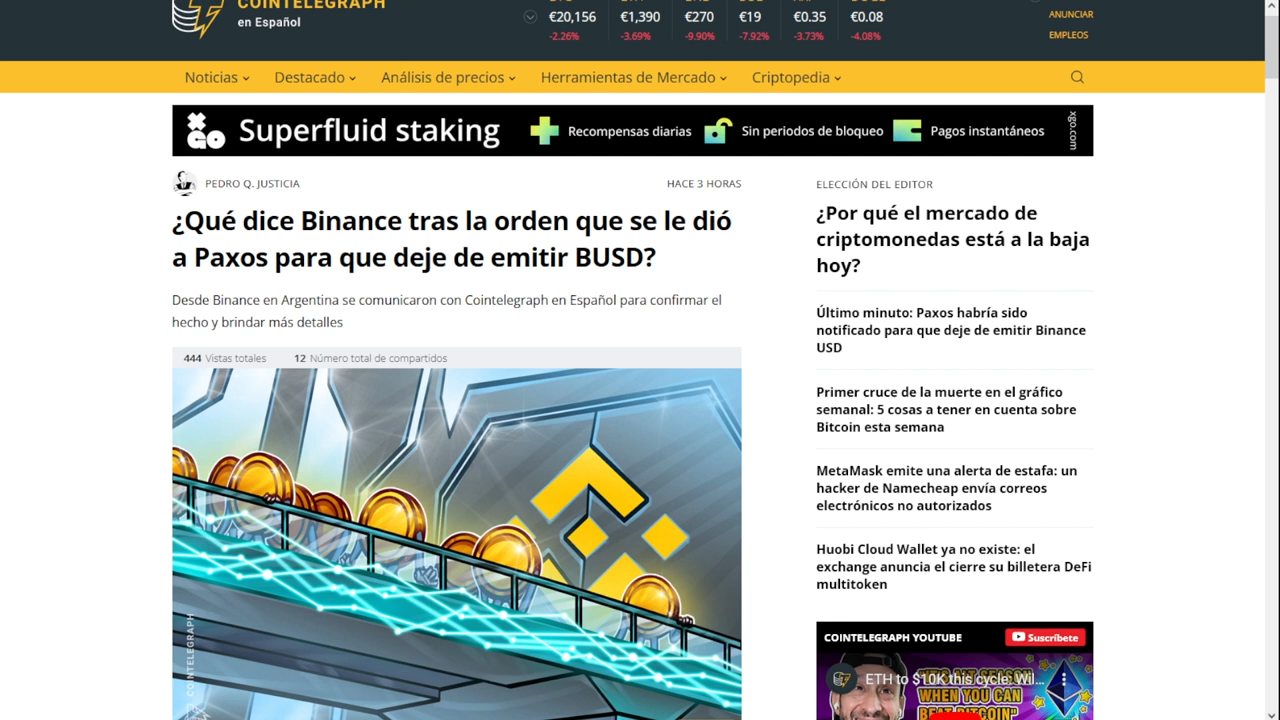 COINTELEGRAPH
en Español
€20,156
€1,390
€270
€19
€0.35
€0.08
-2.26%
-3.69%
-9.90%
-7.92%
-3.73%
-4.08%
ANUNCIAR
EMPLEOS
Noticias
Destacado
Análisis de precios
Herramientas de Mercado
Criptopedia
xGo
Superfluid staking
Recompensas diarias
Sin periodos de bloqueo
Pagos instantáneos
xgo.com
PEDRO Q. JUSTICIA
HACE 3 HORAS
¿Qué dice Binance tras la orden que se le dió
a Paxos para que deje de emitir BUSD?
Desde Binance en Argentina se comunicaron con Cointelegraph en Español para confirmar el
hecho y brindar más detalles
444 Vistas totales
12 Número total de compartidos
COINTELEGRAPH
ELECCIÓN DEL EDITOR
¿Por qué el mercado de
criptomonedas está a la baja
hoy?
Último minuto: Paxos habría sido
notificado para que deje de emitir Binance
USD
Primer cruce de la muerte en el gráfico
semanal: 5 cosas a tener en cuenta sobre
Bitcoin esta semana
MetaMask emite una alerta de estafa: un
hacker de Namecheap envía correos
electrónicos no autorizados
Huobi Cloud Wallet ya no existe: el
exchange anuncia el cierre su billetera DeFi
multitoken
COINTELEGRAPH YOUTUBE
Suscríbete
ETH to $10K this cycle, Wil...
"IT'S ALT SEASON
WHEN YOU CAN
BEAT BITCOIN"